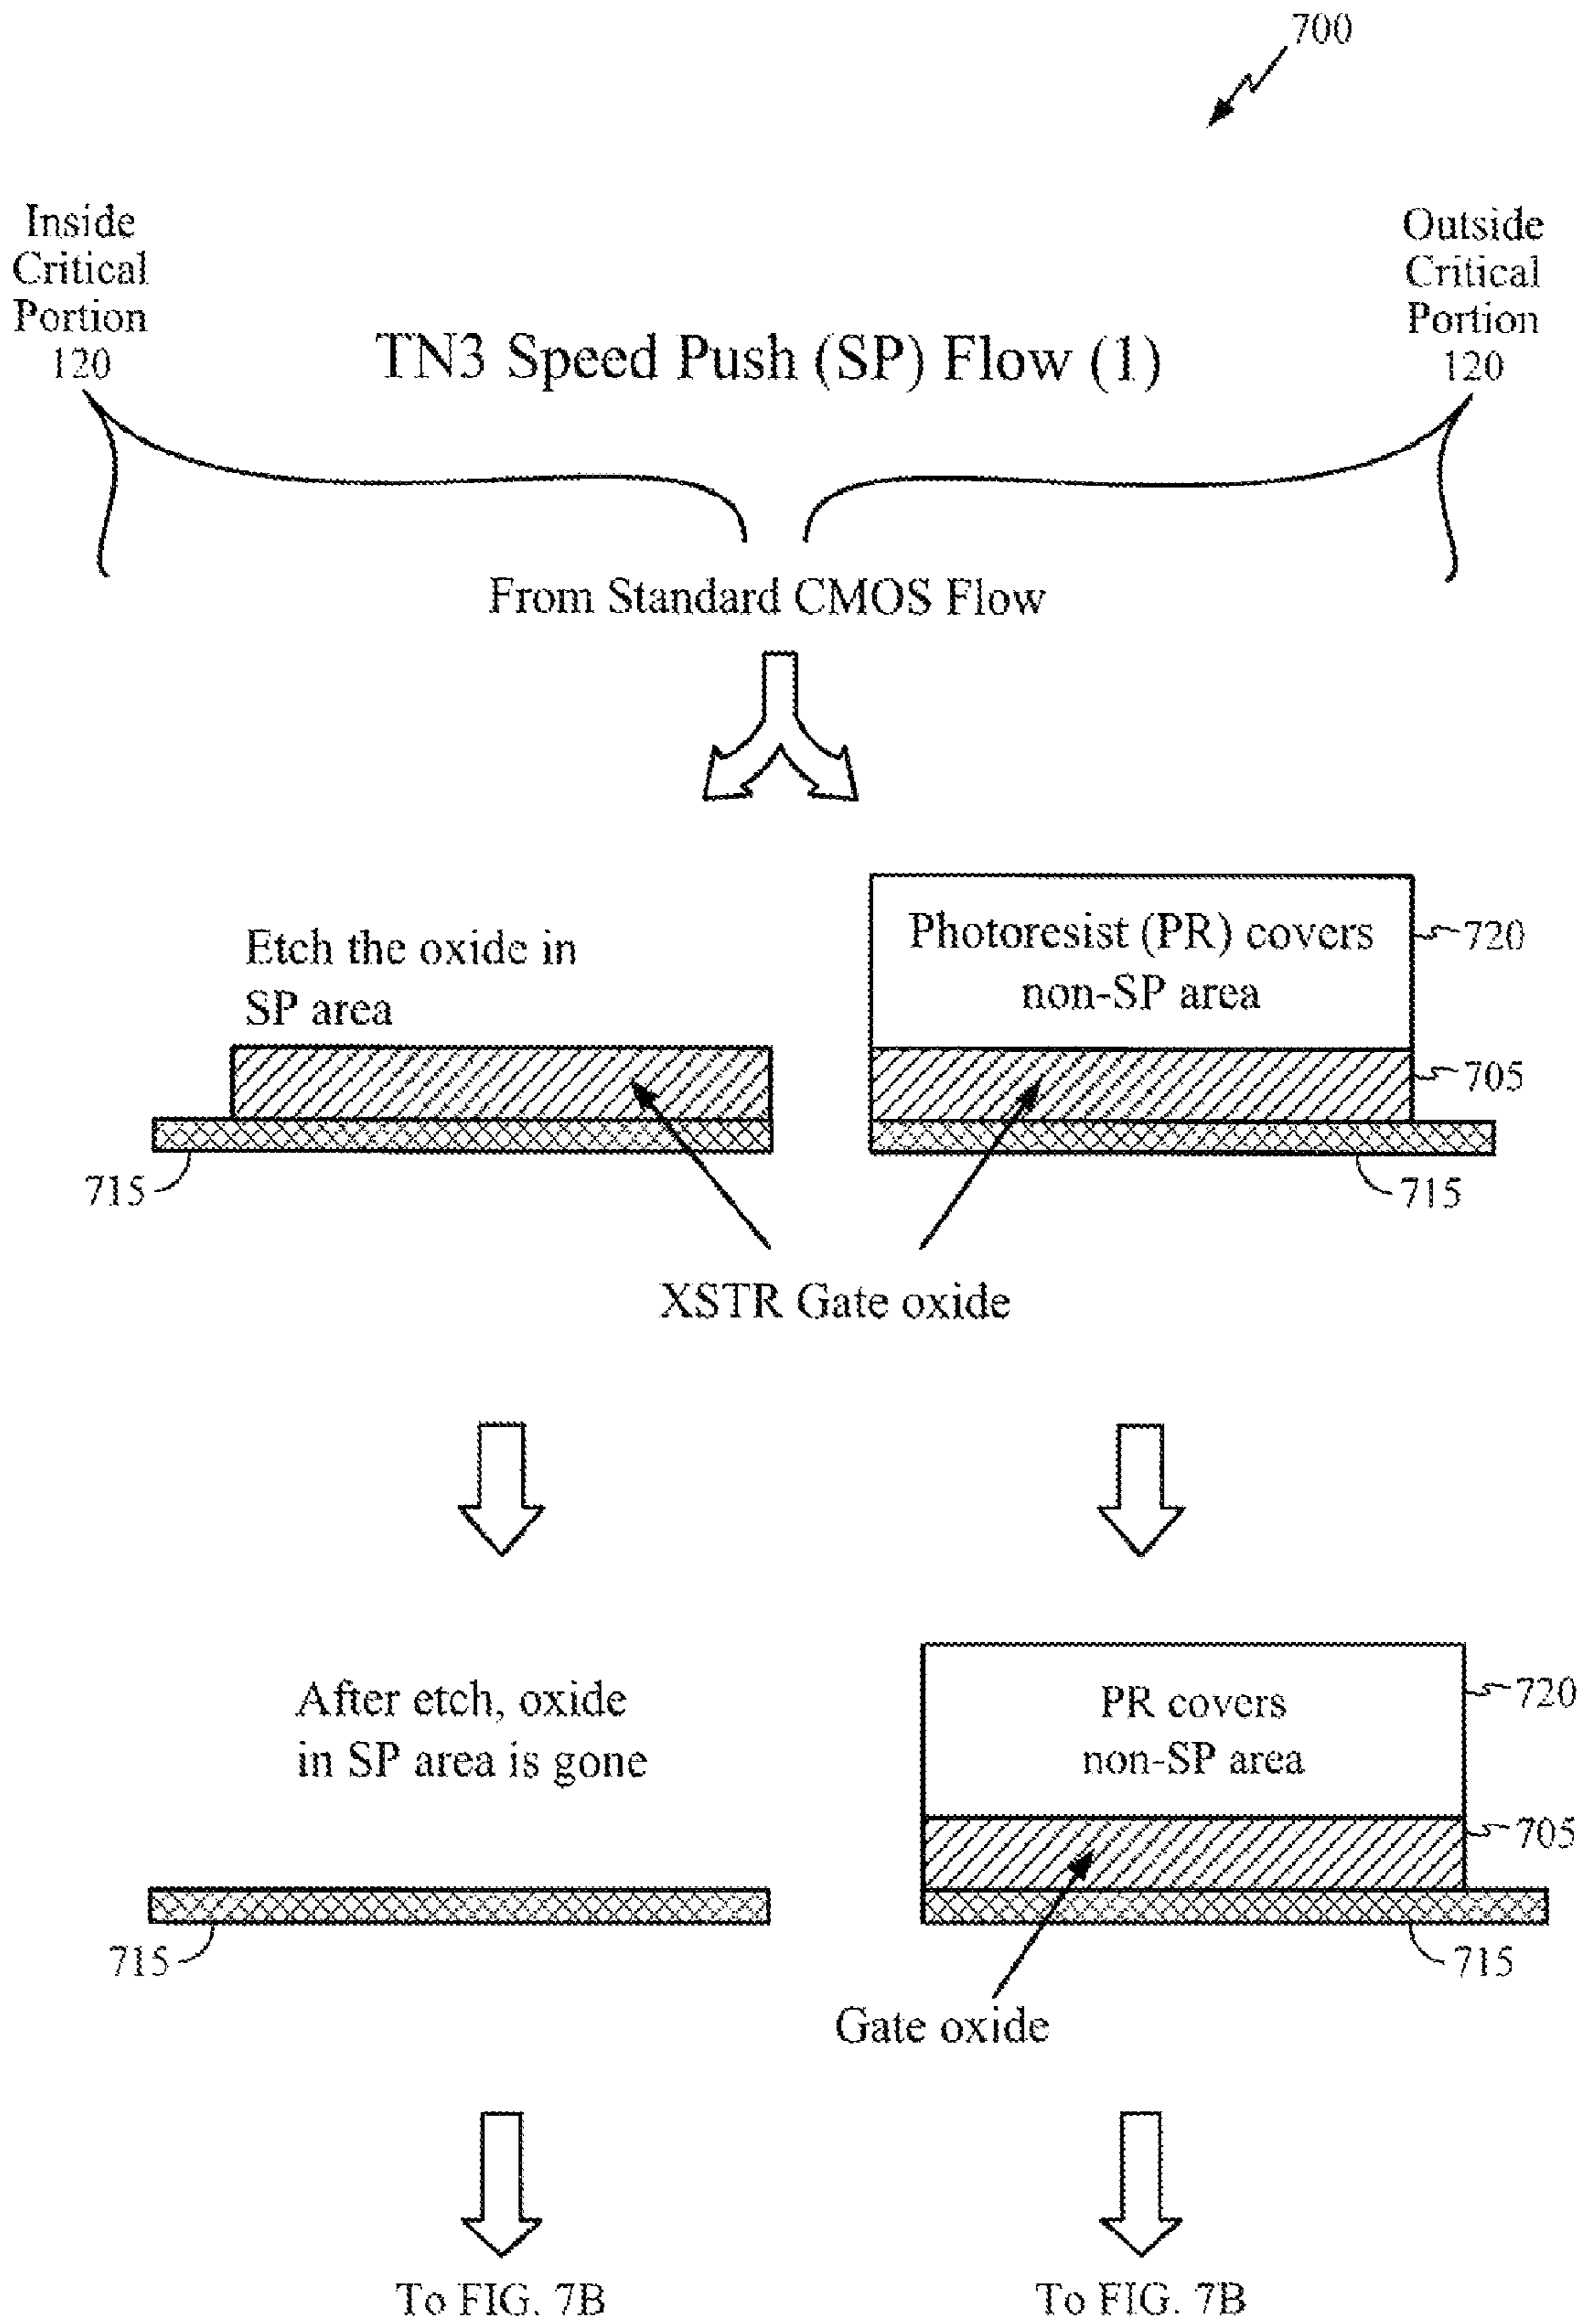 700
Inside
Critical
Portion
120
Outside
Critical
Portion
120
TN3 Speed Push (SP) Flow (1)
From Standard CMOS Flow
Etch the oxide in
SP area
Photoresist (PR) covers
non-SP area
720
705
715
715
XSTR Gate oxide
After etch, oxide
in SP area is gone
PR covers
non-SP area
720
705
715
715
Gate oxide
To FIG. 7B
To FIG. 7B